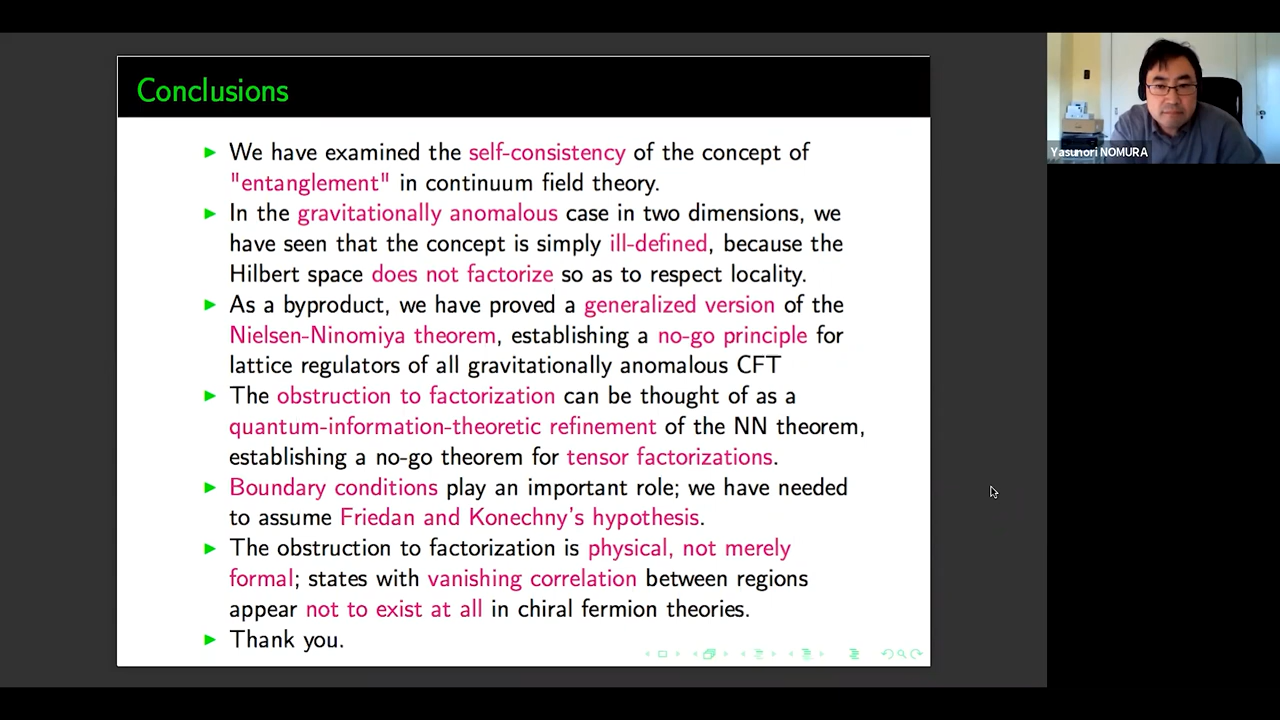 Conclusions
We have examined the self-consistency of the concept of
"entanglement" in continuum field theory.
In the gravitationally anomalous case in two dimensions, we
have seen that the concept is simply ill-defined, because the
Hilbert space does not factorize so as to respect locality.
As a byproduct, we have proved a generalized version of the
Nielsen-Ninomiya theorem, establishing a no-go principle for
lattice regulators of all gravitationally anomalous CFT
The obstruction to factorization can be thought of as a
quantum-information-theoretic refinement of the NN theorem,
establishing a no-go theorem for tensor factorizations.
Boundary conditions play an important role; we have needed
to assume Friedan and Konechny's hypothesis.
The obstruction to factorization is physical, not merely
formal; states with vanishing correlation between regions
appear not to exist at all in chiral fermion theories.
Thank you.
Yasunori NOMURA